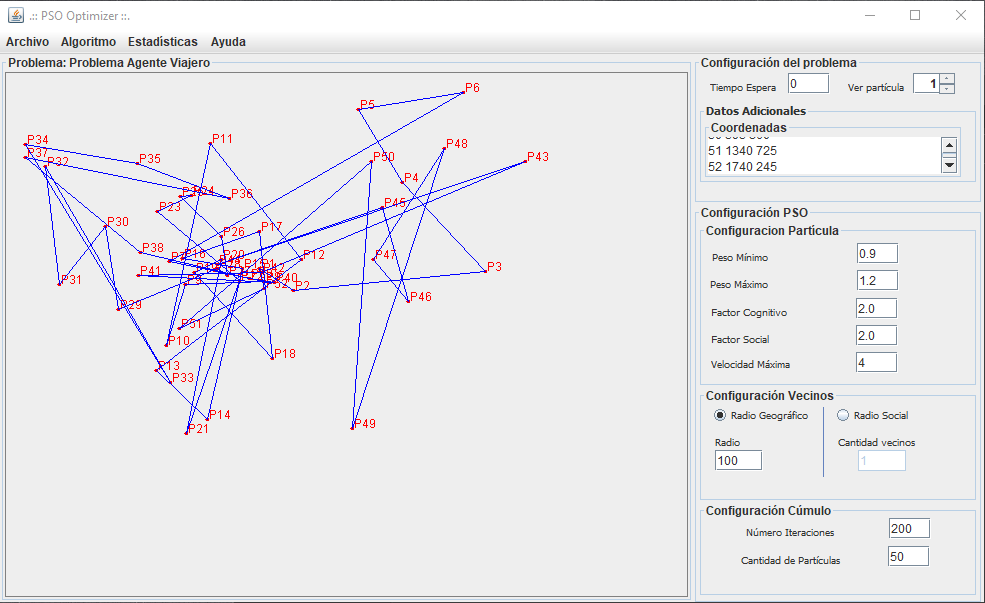 .:: PSO Optimizer ::.
Archivo Algoritmo Estadísticas Ayuda
Problema: Problema Agente Viajero
P6
P5
P34
P11
P48
P37
P32
P35
P50
P43
P4
P36
P45
P23
P30
P26
P17
P38
P20
P12
P47
P3
P41
P31
P40
P2
P46
P29
P51
P10
P18
P13
P33
P14
P49
P21
Configuración del problema
Tiempo Espera 0 Ver partícula 1
Datos Adicionales
Coordenadas
51 1340 725
52 1740 245
Configuración PSO
Configuracion Partícula
Peso Mínimo 0.9
Peso Máximo 1.2
Factor Cognitivo 2.0
Factor Social 2.0
Velocidad Máxima 4
Configuración Vecinos
Radio Geográfico Radio Social
Radio Cantidad vecinos
100 1
Configuración Cúmulo
Número Iteraciones 200
Cantidad de Partículas 50